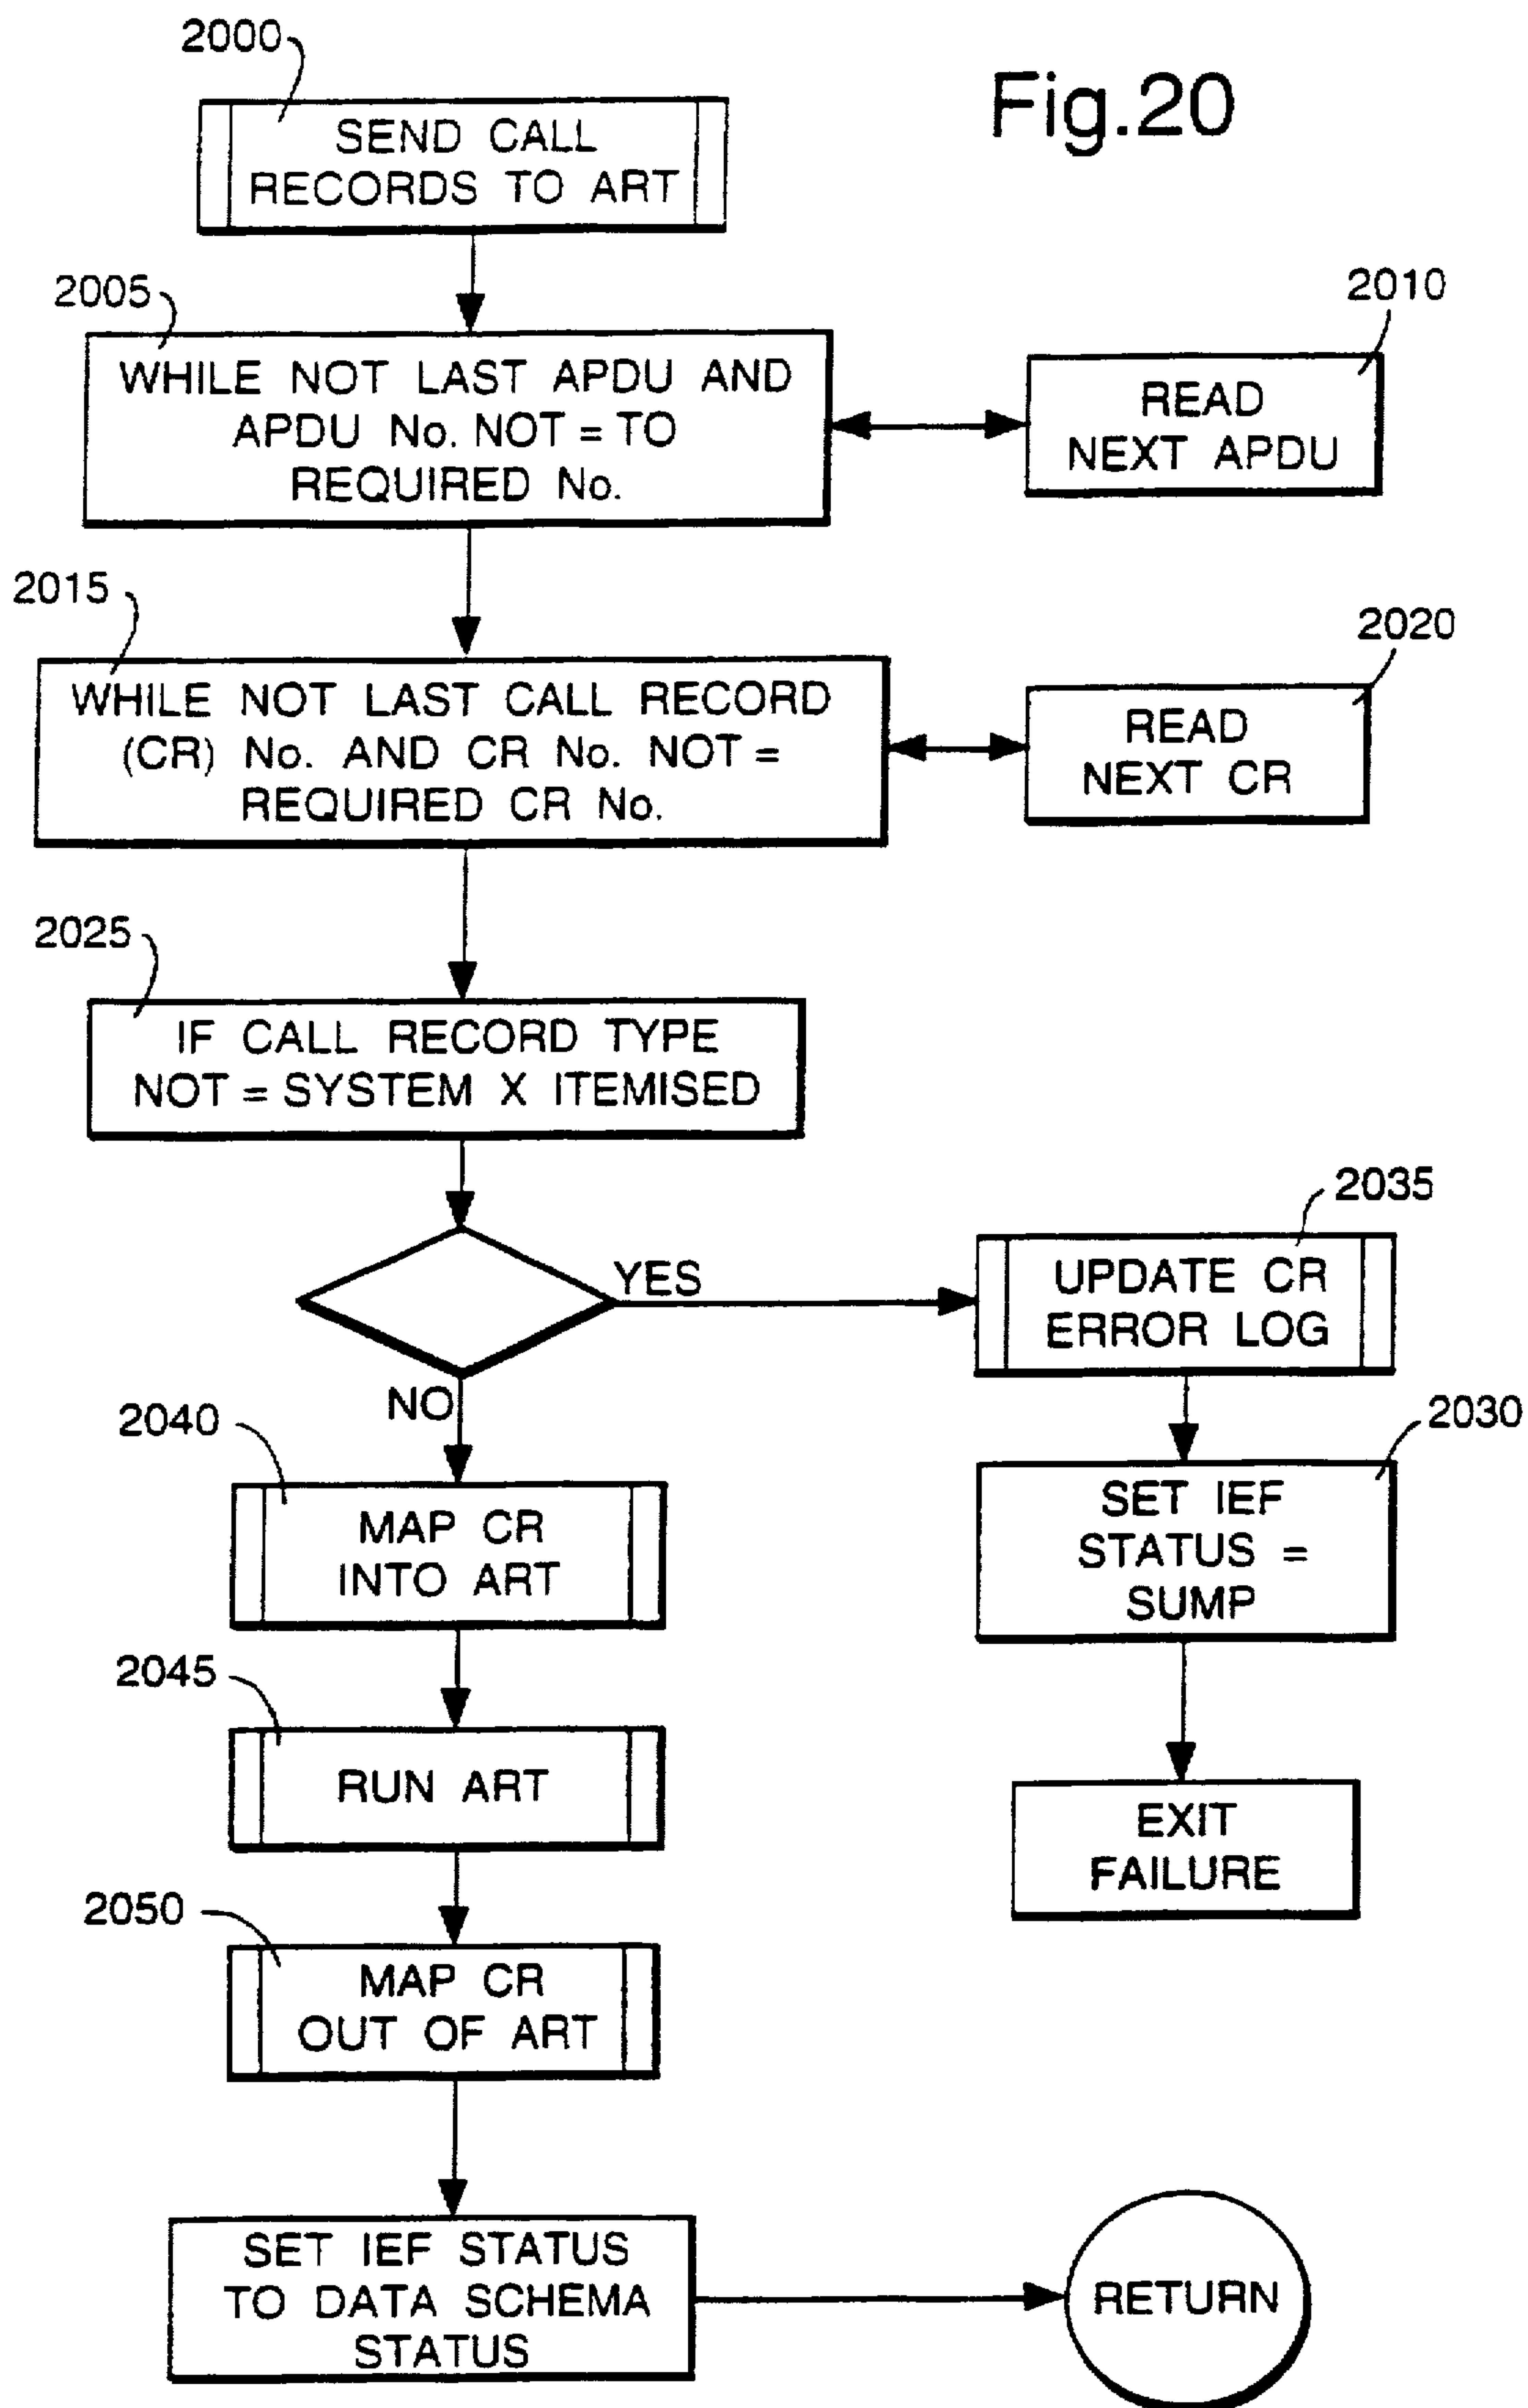 2000
Fig.20
SEND CALL
RECORDS TO ART
2005
WHILE NOT LAST APDU AND
APDU No. NOT = TO
REQUIRED No.
2010
READ
NEXT APDU
2015
WHILE NOT LAST CALL RECORD
(CR) No. AND CR No. NOT =
REQUIRED CR No.
2020
READ
NEXT CR
2025
IF CALL RECORD TYPE
NOT = SYSTEM X ITEMISED
YES
2035
UPDATE CR
ERROR LOG
NO
2030
SET IEF
STATUS =
SUMP
EXIT
FAILURE
2040
MAP CR
INTO ART
2045
RUN ART
2050
MAP CR
OUT OF ART
SET IEF STATUS
TO DATA SCHEMA
STATUS
RETURN